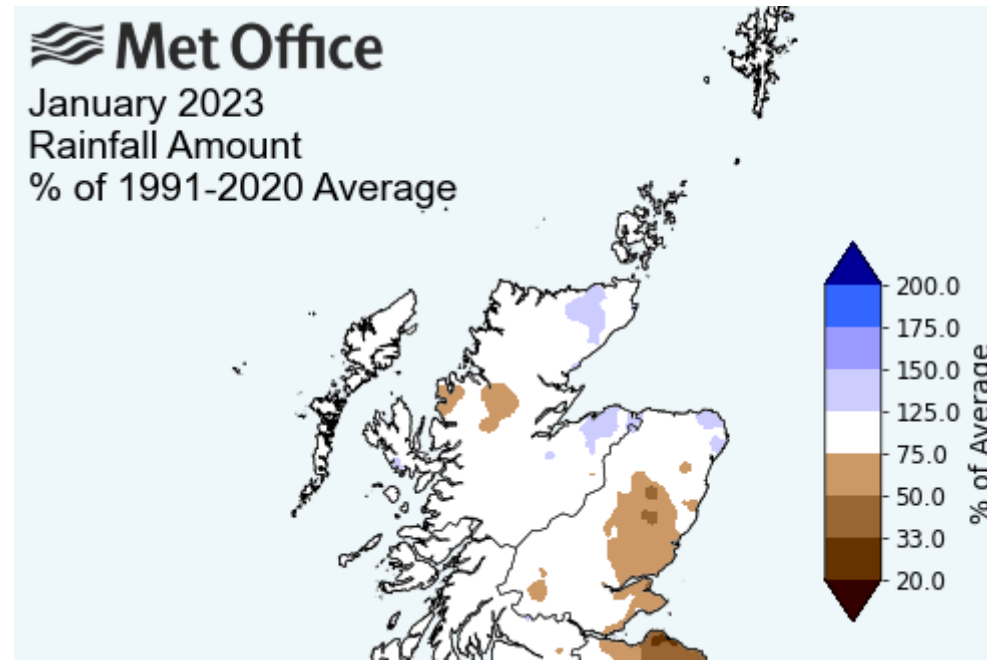 Met Office
January 2023
Rainfall Amount
% of 1991-2020 Average
200.0
175.0
150.0
125.0
75.0
50.0
33.0
20.0
% of Average